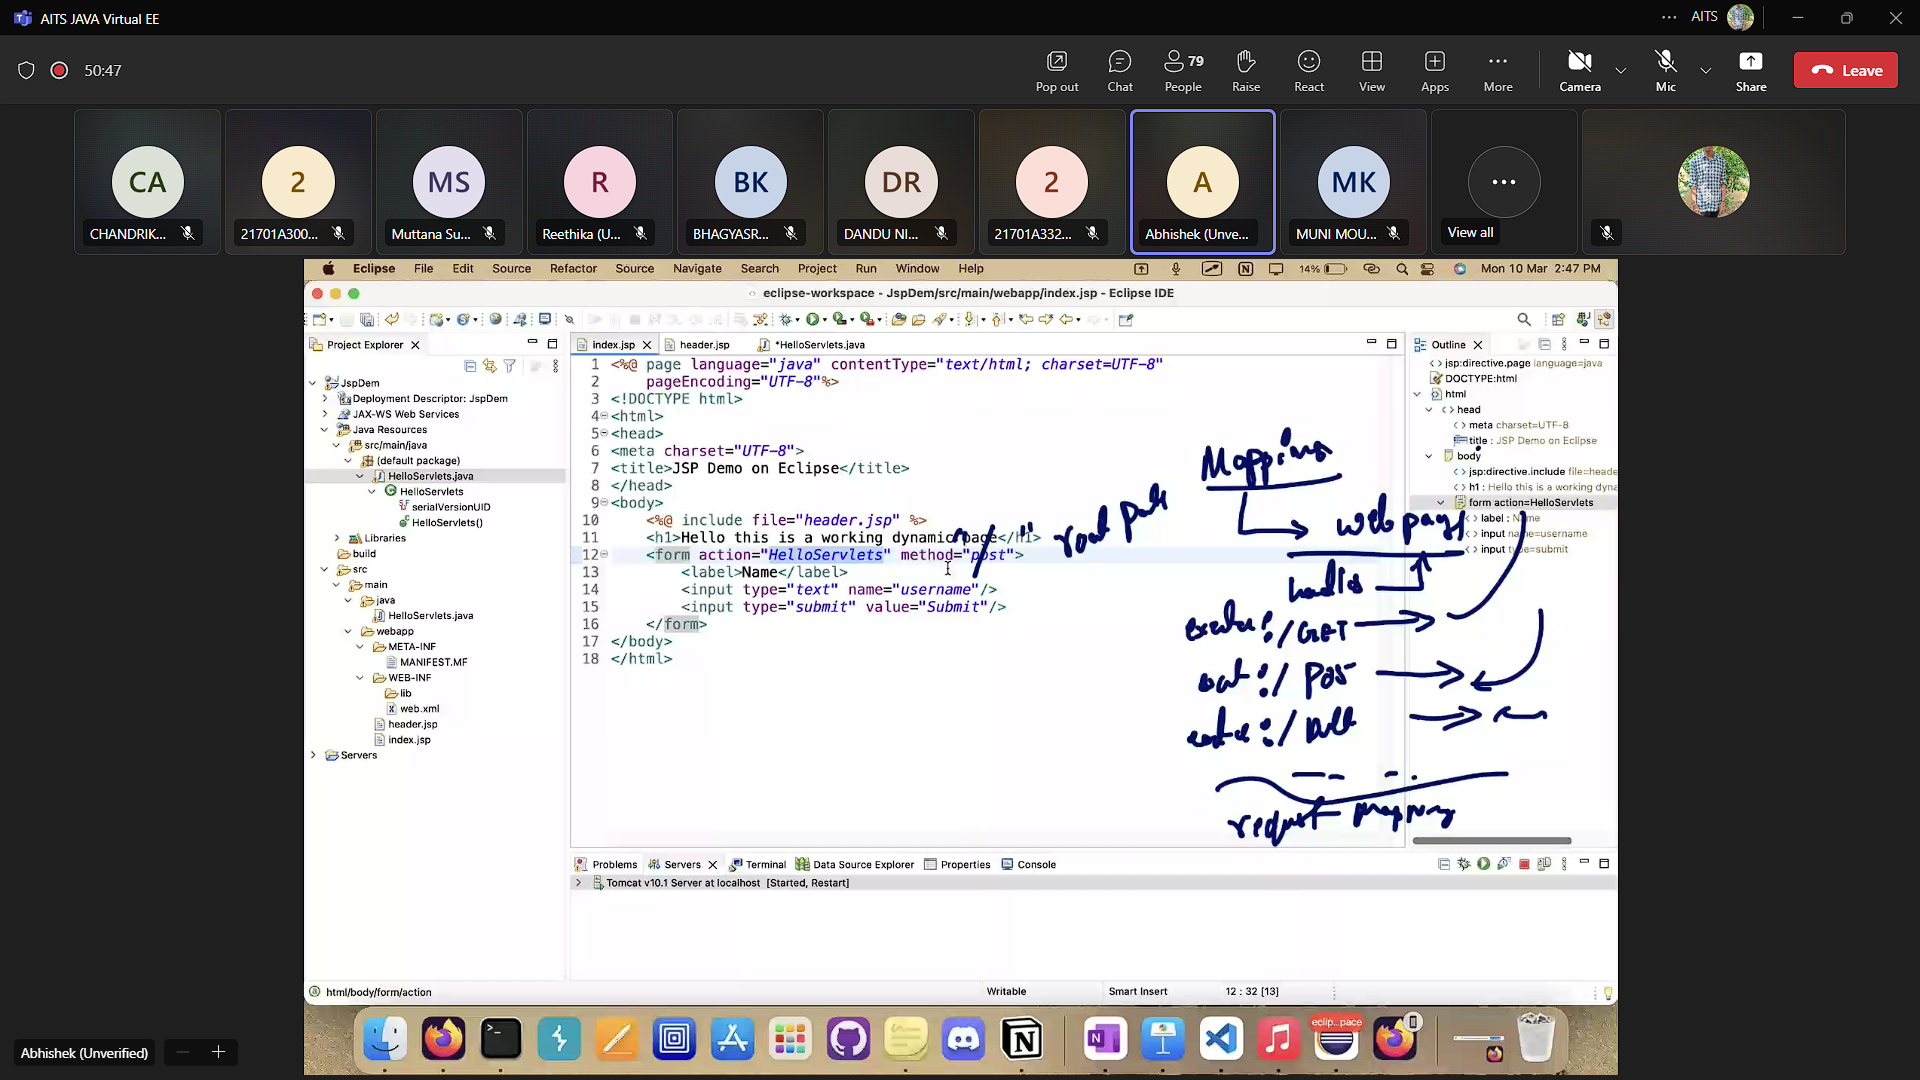 AITS JAVA Virtual EE
AITS
50:47
Pop out
Chat
79
People
Raise
React
View
Apps
More
Camera
Mic
Share
Leave
CA
CHANDRIK...
2
21701A300...
MS
Muttana Su...
R
Reethika (U...
BK
BHAGYASR...
DR
DANDU NI...
2
21701A332...
A
Abhishek (Unve...
MK
MUNI MOU...
View all
Eclipse File Edit Source Refactor Source Navigate Search Project Run Window Help
14%
Mon 10 Mar 2:47 PM
eclipse-workspace - JspDem/src/main/webapp/index.jsp - Eclipse IDE
Project Explorer
JspDem
Deployment Descriptor: JspDem
JAX-WS Web Services
Java Resources
src/main/java
(default package)
HelloServlets.java
HelloServlets
serialVersionUID
HelloServlets()
Libraries
build
src
main
java
HelloServlets.java
webapp
META-INF
MANIFEST.MF
WEB-INF
lib
web.xml
header.jsp
index.jsp
Servers
index.jsp
header.jsp
*HelloServlets.java
1 <%@ page language="java" contentType="text/html; charset=UTF-8"
2 pageEncoding="UTF-8"%>
3 <!DOCTYPE html>
4 <html>
5 <head>
6 <meta charset="UTF-8">
7 <title>JSP Demo on Eclipse</title>
8 </head>
9 <body>
10 <%@ include file="header.jsp" %>
11 <h1>Hello this is a working dynamic page</h1>
12 <form action="HelloServlets" method="post">
13 <label>Name</label>
14 <input type="text" name="username"/>
15 <input type="submit" value="Submit"/>
16 </form>
17 </body>
18 </html>
"/"
root path
Mapping
web page
handles
/GET
/
/
request mapping
Outline
jsp:directive.page language=java
DOCTYPE:html
html
head
meta charset=UTF-8
title : JSP Demo on Eclipse
body
jsp:directive.include file=heade
h1 : Hello this is a working dyna
form action=HelloServlets
label : Name
input name=username
input type=submit
Problems
Servers
Terminal
Data Source Explorer
Properties
Console
Tomcat v10.1 Server at localhost [Started, Restart]
html/body/form/action
Writable
Smart Insert
12 : 32 [13]
eclip...pace
Abhishek (Unverified)